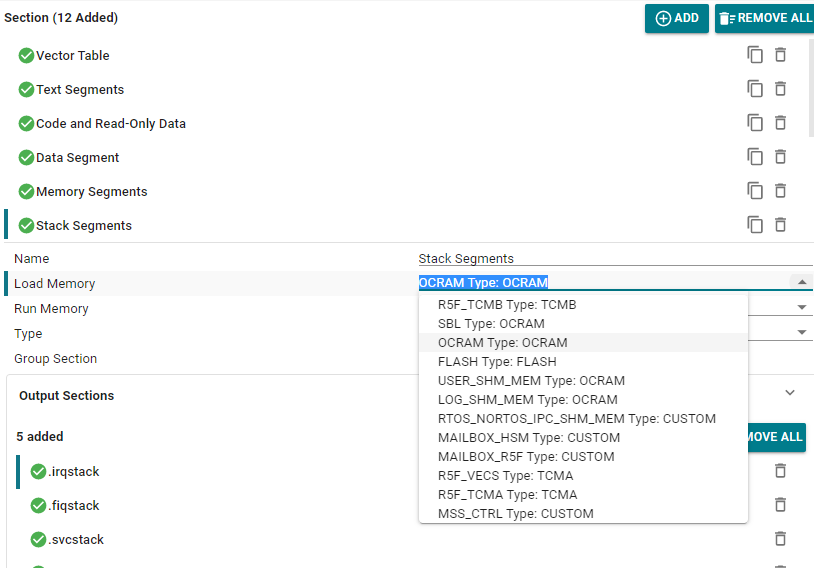 Section (12 Added)
ADD
REMOVE ALL
Vector Table
Text Segments
Code and Read-Only Data
Data Segment
Memory Segments
Stack Segments
Name
Stack Segments
Load Memory
OCRAM Type: OCRAM
Run Memory
Type
Group Section
R5F_TCMB Type: TCMB
SBL Type: OCRAM
OCRAM Type: OCRAM
FLASH Type: FLASH
USER_SHM_MEM Type: OCRAM
LOG_SHM_MEM Type: OCRAM
RTOS_NORTOS_IPC_SHM_MEM Type: CUSTOM
MAILBOX_HSM Type: CUSTOM
MAILBOX_R5F Type: CUSTOM
R5F_VECS Type: TCMA
R5F_TCMA Type: TCMA
MSS_CTRL Type: CUSTOM
Output Sections
5 added
MOVE ALL
.irqstack
.fiqstack
.svcstack